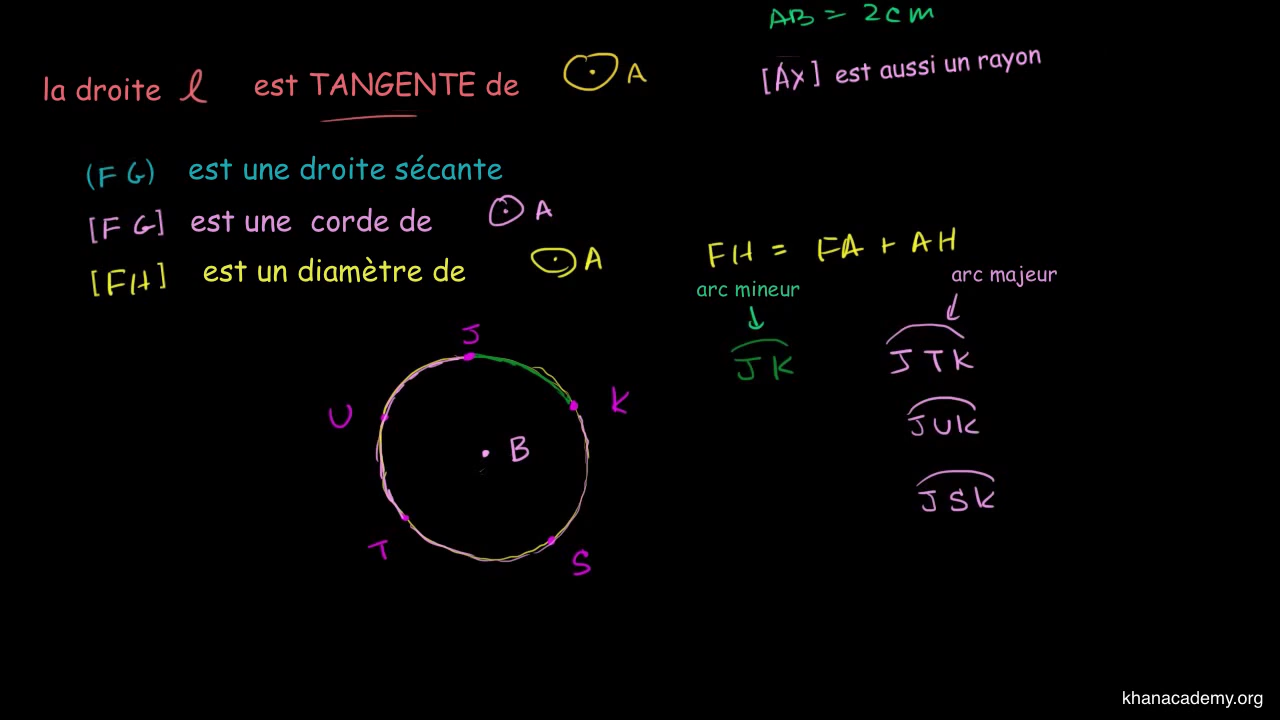 AB = 2cm
la droite l est TANGENTE de ⊙ A
[AX] est aussi un rayon
(FG) est une droite sécante
[FG] est une corde de ⊙ A
[FH] est un diamètre de ⊙ A
FH = FA + AH
arc mineur
arc majeur
JK
JTK
JUK
JSK
J
U
K
B
T
S
khanacademy.org